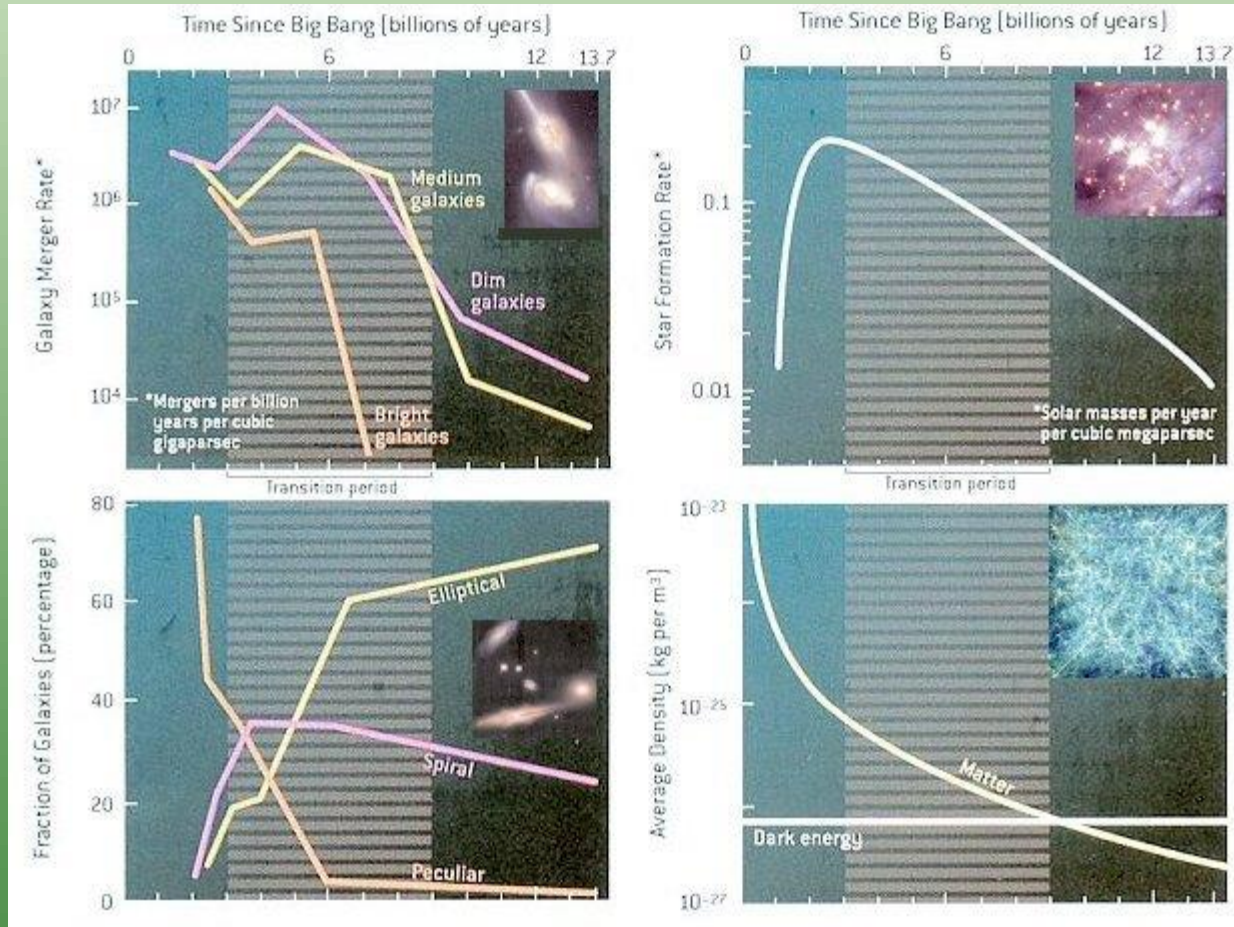 Time Since Big Bang (billions of years)
0 6 12 13.7
Galaxy Merger Rate*
10⁷
10⁶
10⁵
10⁴
Medium
galaxies
Dim
galaxies
Bright
galaxies
*Mergers per billion
years per cubic
gigaparsec
Transition period
Time Since Big Bang (billions of years)
0 6 12 13.7
Star Formation Rate*
0.1
0.01
*Solar masses per year
per cubic megaparsec
Transition period
Fraction of Galaxies (percentage)
80
60
40
20
0
Elliptical
Spiral
Peculiar
Average Density (kg per m³)
10⁻²³
10⁻²⁵
10⁻²⁷
Matter
Dark energy